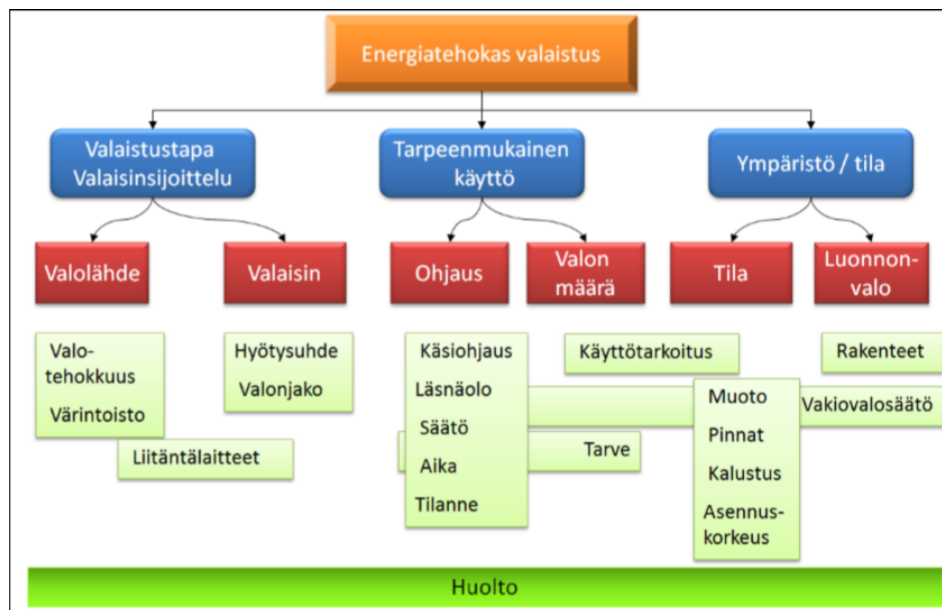 Energiatehokas valaistus
Valaistustapa
Valaisinsijoittelu
Tarpeenmukainen
käyttö
Ympäristö / tila
Valolähde
Valaisin
Ohjaus
Valon
määrä
Tila
Luonnon-
valo
Valo-
tehokkuus
Värintoisto
Liitäntälaitteet
Hyötysuhde
Valonjako
Käsiohjaus
Läsnäolo
Säätö
Aika
Tilanne
Käyttötarkoitus
Tarve
Muoto
Pinnat
Kalustus
Asennus-
korkeus
Rakenteet
Vakiovalosäätö
Huolto